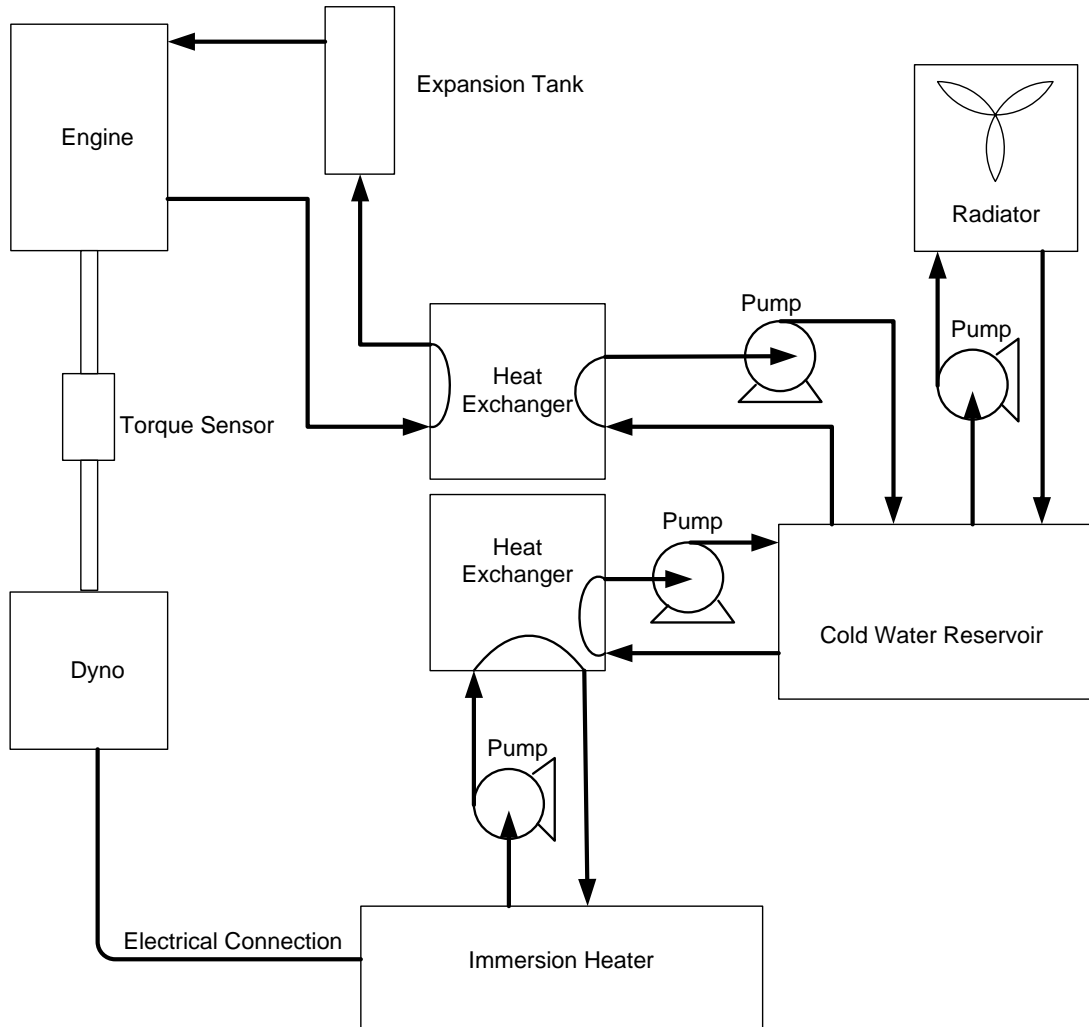 Expansion Tank
Engine
Radiator
Pump
Pump
Heat
Exchanger
Torque Sensor
Pump
Heat
Exchanger
Cold Water Reservoir
Dyno
Pump
Electrical Connection
Immersion Heater